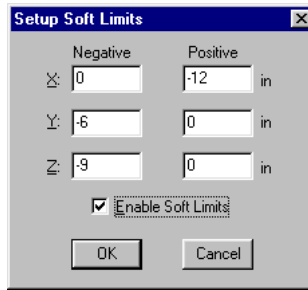 Setup Soft Limits
Negative Positive
X: 0 -12 in
Y: -6 0 in
Z: -9 0 in
Enable Soft Limits
OK Cancel